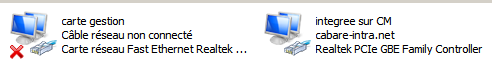 carte gestion
Câble réseau non connecté
Carte réseau Fast Ethernet Realtek ...
integree sur CM
cabare-intra.net
Realtek PCIe GBE Family Controller